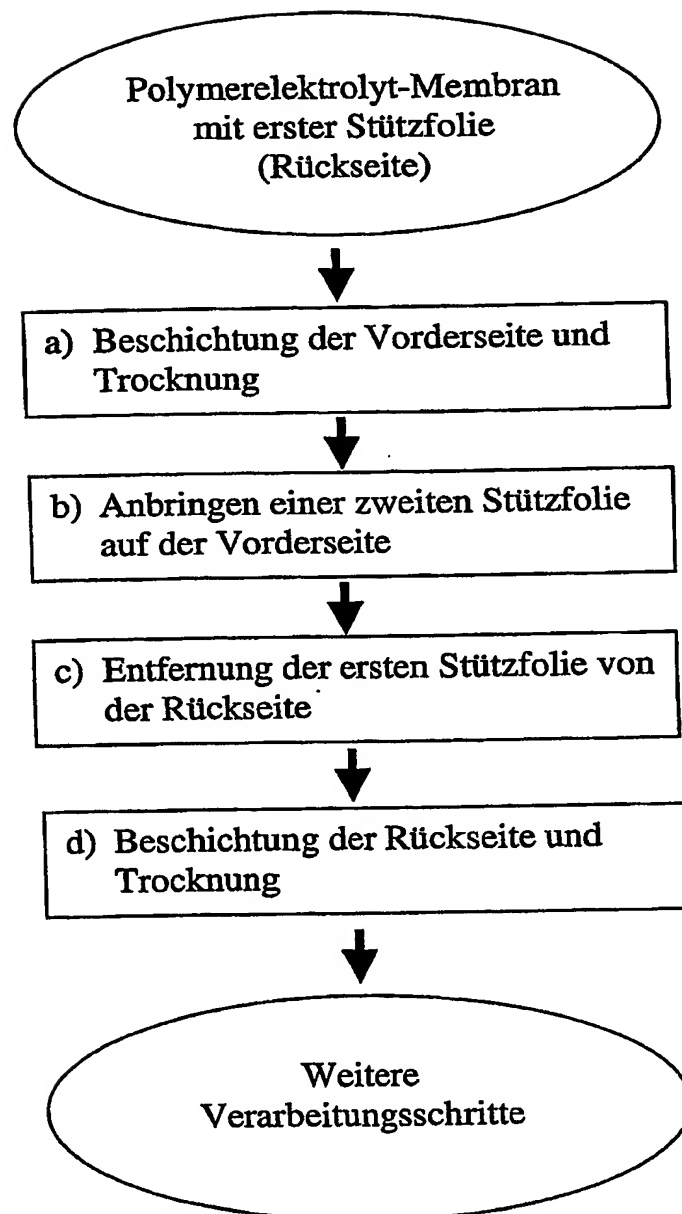 Polymerelektrolyt-Membran
mit erster Stützfolie
(Rückseite)
a) Beschichtung der Vorderseite und
Trocknung
b) Anbringen einer zweiten Stützfolie
auf der Vorderseite
c) Entfernung der ersten Stützfolie von
der Rückseite
d) Beschichtung der Rückseite und
Trocknung
Weitere
Verarbeitungsschritte